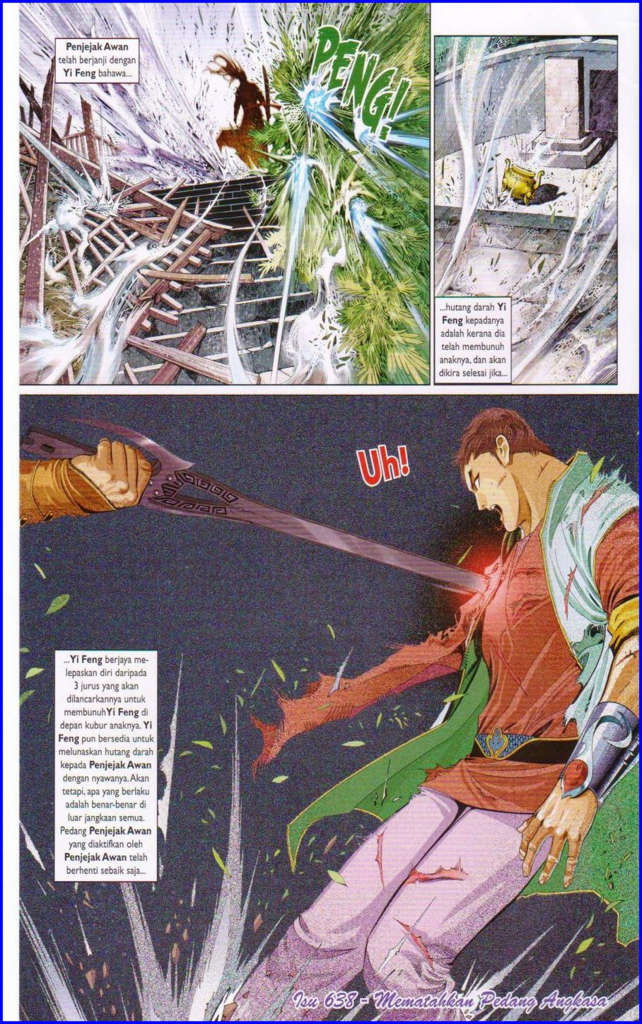 Penjejak Awan
telah berjanji dengan
Yi Feng bahawa...
PENG!
...hutang darah Yi
Feng kepadanya
adalah kerana dia
telah membunuh
anaknya, dan akan
dikira selesai jika...
Uh!
...Yi Feng berjaya me-
lepaskan diri daripada
3 jurus yang akan
dilancarkannya untuk
membunuhYi Feng di
depan kubur anaknya. Yi
Feng pun bersedia untuk
melunaskan hutang darah
kepada Penjejak Awan
dengan nyawanya. Akan
tetapi, apa yang berlaku
adalah benar-benar di
luar jangkaan semua.
Pedang Penjejak Awan
yang diaktifkan oleh
Penjejak Awan telah
berhenti sebaik saja...
Isu 638 - Mematahkan Pedang Angkasa